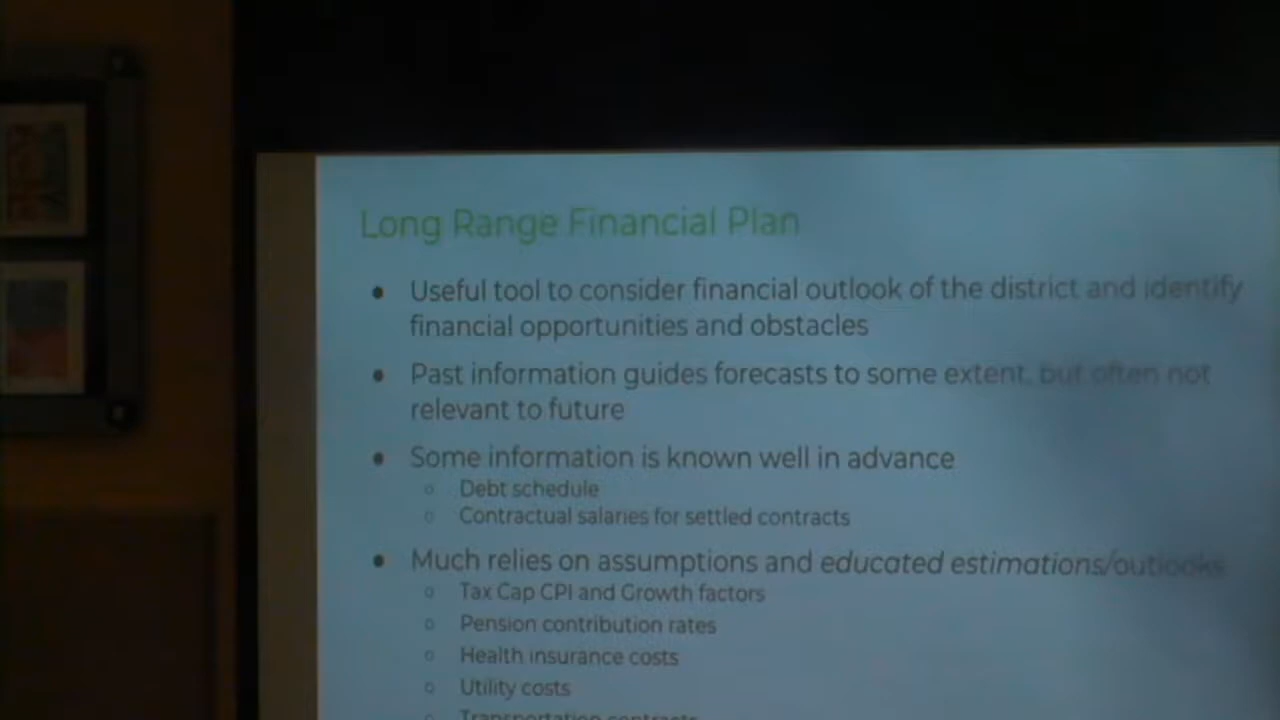 Long Range Financial Plan
● Useful tool to consider financial outlook of the district and identify
financial opportunities and obstacles
● Past information guides forecasts to some extent, but often not
relevant to future
● Some information is known well in advance
○ Debt schedule
○ Contractual salaries for settled contracts
● Much relies on assumptions and educated estimations/outlooks
○ Tax Cap CPI and Growth factors
○ Pension contribution rates
○ Health insurance costs
○ Utility costs
○ Transportation contracts